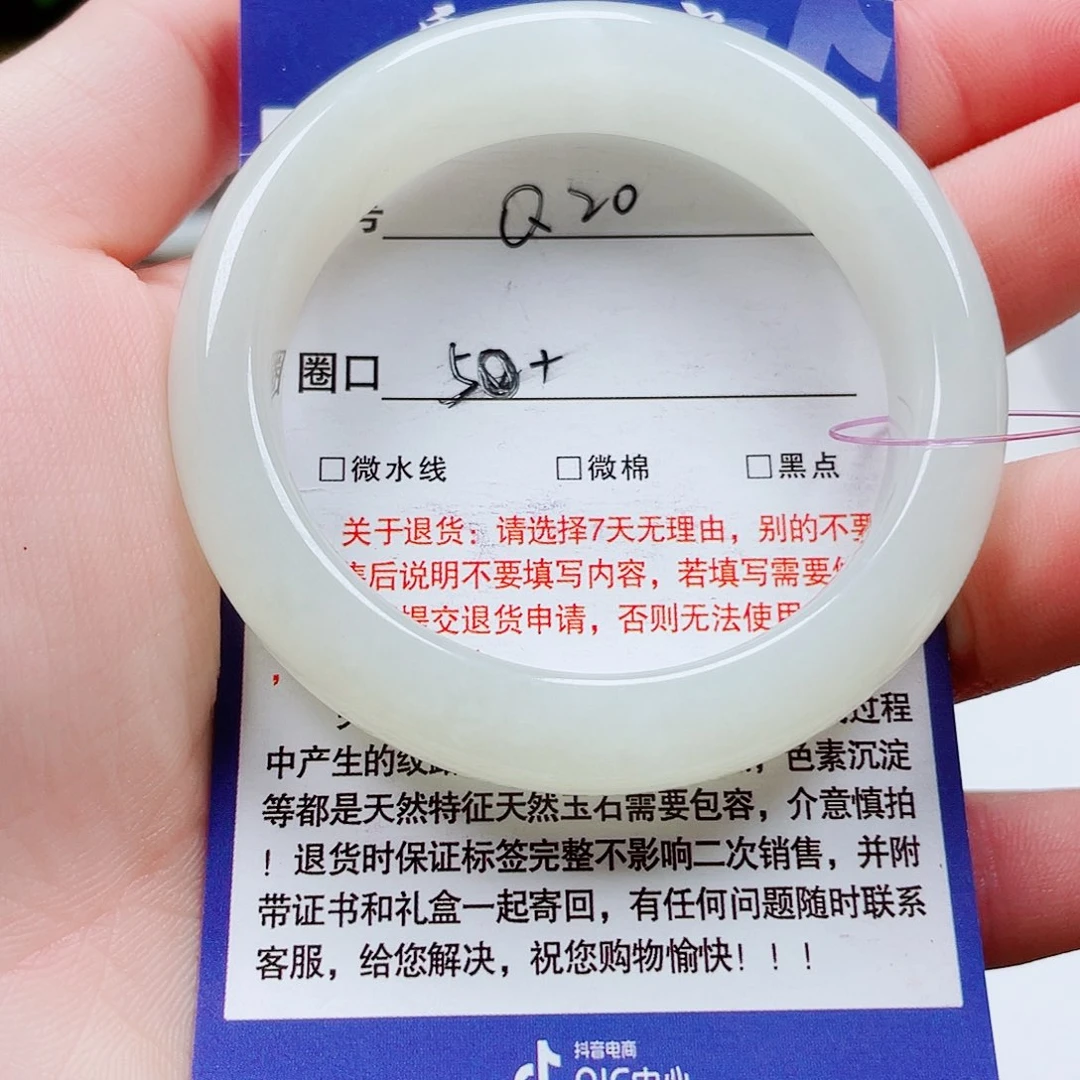 号 Q20
圈口 50+
□微水线 □微棉 □黑点
关于退货：请选择7天无理由，别的不要
售后说明不要填写内容，若填写需要
提交退货申请，否则无法使用
，
过程
中产生的纹 ，色素沉淀
等都是天然特征天然玉石需要包容，介意慎拍
！退货时保证标签完整不影响二次销售，并附
带证书和礼盒一起寄回，有任何问题随时联系
客服，给您解决，祝您购物愉快！！！
抖音电商
QIC中心